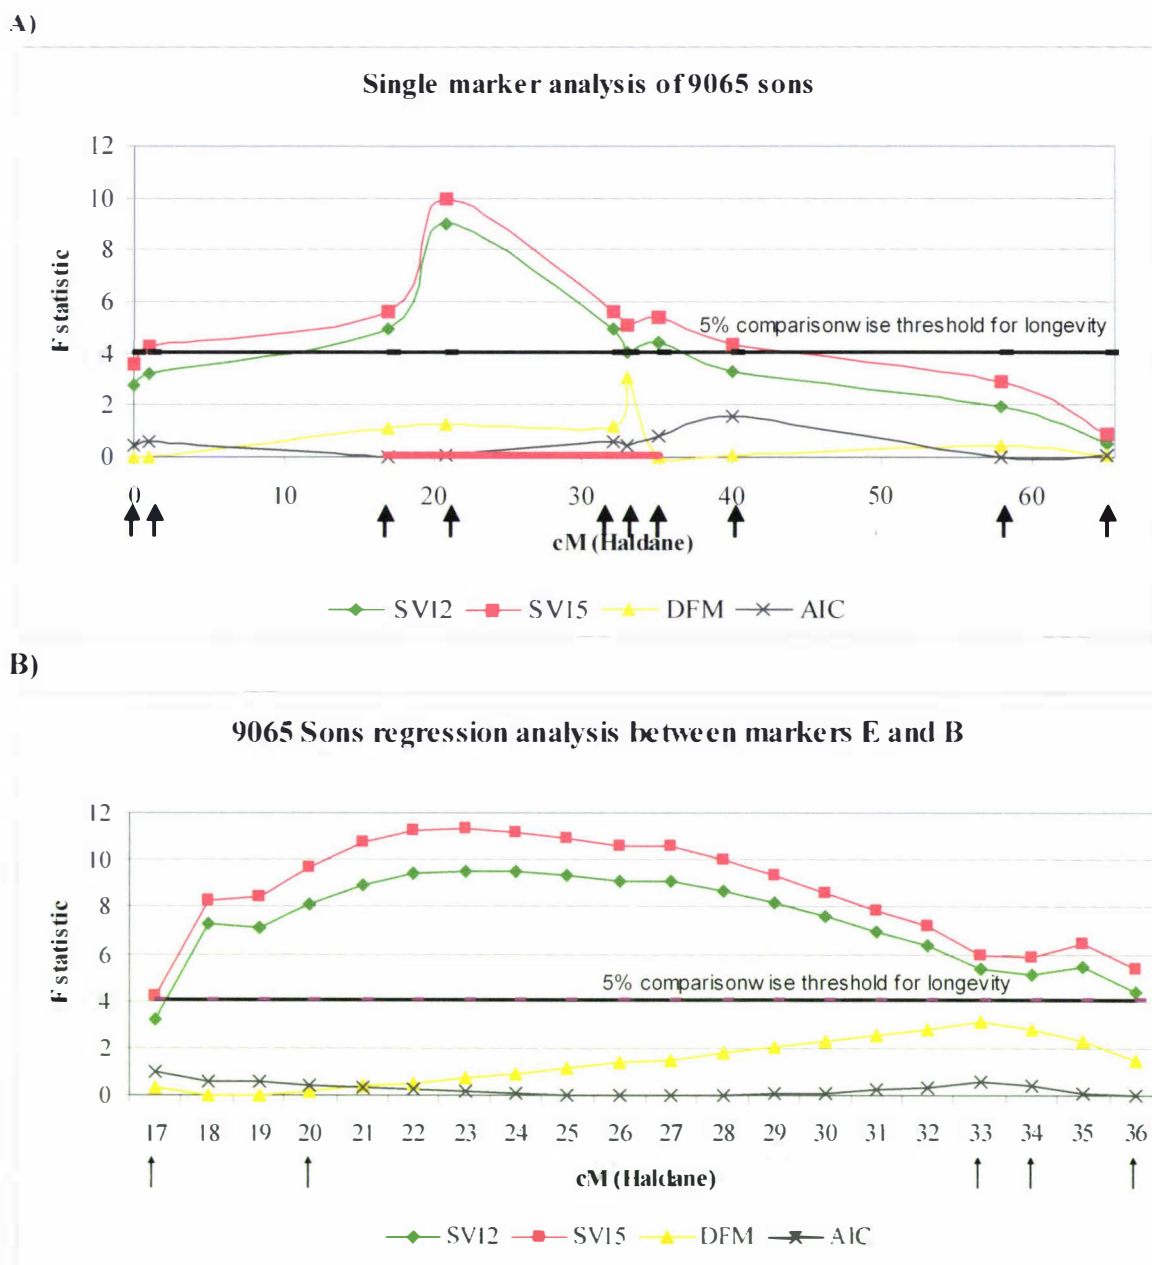 A)
Single marker analysis of 9065 sons
12
10
8
6
4
2
0
F statistic
5% comparisonwise threshold for longevity
0 10 20 30 40 50 60
cM (Haldane)
SV12 SV15 DFM AIC
B)
9065 Sons regression analysis between markers E and B
12
10
8
6
4
2
0
F statistic
5% comparisonwise threshold for longevity
17 18 19 20 21 22 23 24 25 26 27 28 29 30 31 32 33 34 35 36
cM (Haldane)
SV12 SV15 DFM AIC